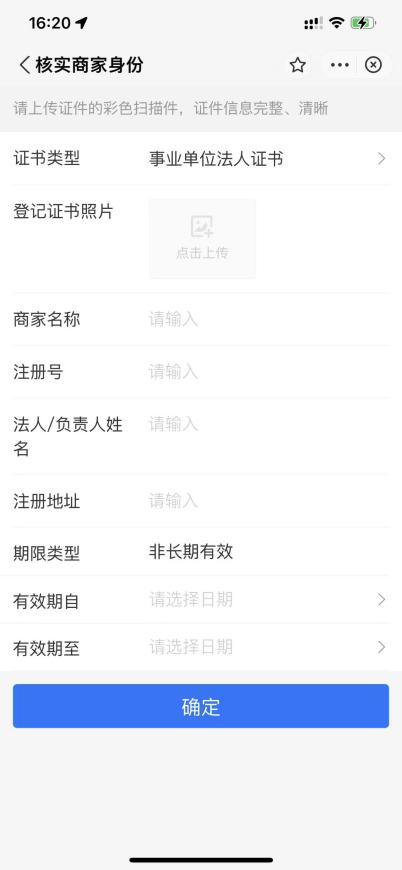 16:20
核实商家身份
请上传证件的彩色扫描件，证件信息完整、清晰
证书类型 事业单位法人证书
登记证书照片
点击上传
商家名称 请输入
注册号 请输入
法人/负责人姓 请输入
名
注册地址 请输入
期限类型 非长期有效
有效期自 请选择日期
有效期至 请选择日期
确定